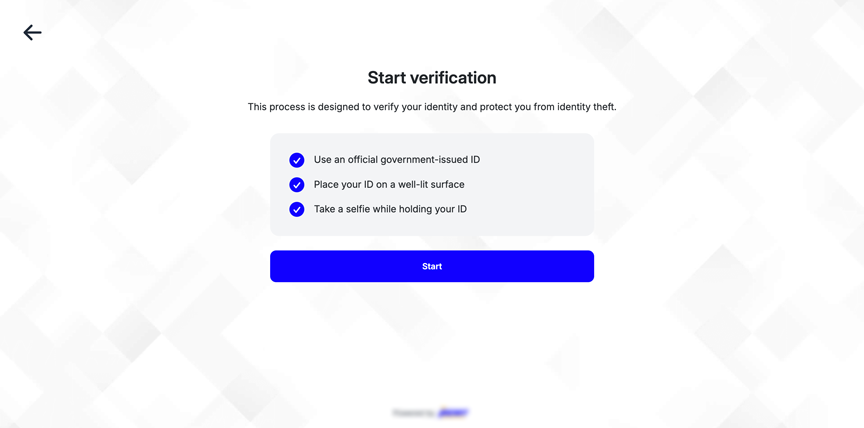 Start verification
This process is designed to verify your identity and protect you from identity theft.
Use an official government-issued ID
Place your ID on a well-lit surface
Take a selfie while holding your ID
Start
Powered by